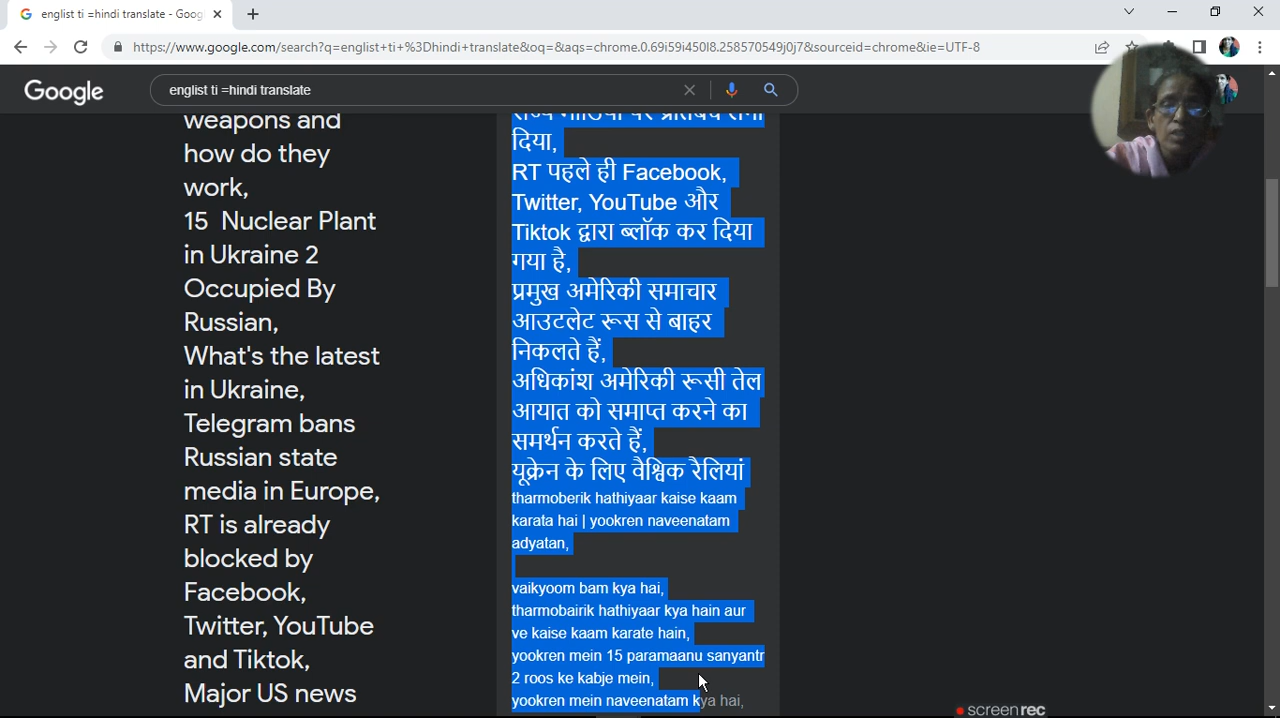 englist ti =hindi translate - Goog
https://www.google.com/search?q=englist+ti+%3Dhindi+translate&oq=&aqs=chrome.0.69i59i450l8.258570549j0j7&sourceid=chrome&ie=UTF-8
Google
englist ti =hindi translate
weapons and
how do they
work,
15 Nuclear Plant
in Ukraine 2
Occupied By
Russian,
What's the latest
in Ukraine,
Telegram bans
Russian state
media in Europe,
RT is already
blocked by
Facebook,
Twitter, YouTube
and Tiktok,
Major US news
राज्य मीडिया पर प्रतिबंध लगा
दिया,
RT पहले ही Facebook,
Twitter, YouTube और
Tiktok द्वारा ब्लॉक कर दिया
गया है,
प्रमुख अमेरिकी समाचार
आउटलेट रूस से बाहर
निकलते हैं,
अधिकांश अमेरिकी रूसी तेल
आयात को समाप्त करने का
समर्थन करते हैं,
यूक्रेन के लिए वैश्विक रैलियां
tharmoberik hathiyaar kaise kaam
karata hai | yookren naveenatam
adyatan,
vaikyoom bam kya hai,
tharmobairik hathiyaar kya hain aur
ve kaise kaam karate hain,
yookren mein 15 paramaanu sanyantr
2 roos ke kabje mein,
yookren mein naveenatam kya hai,
screenrec